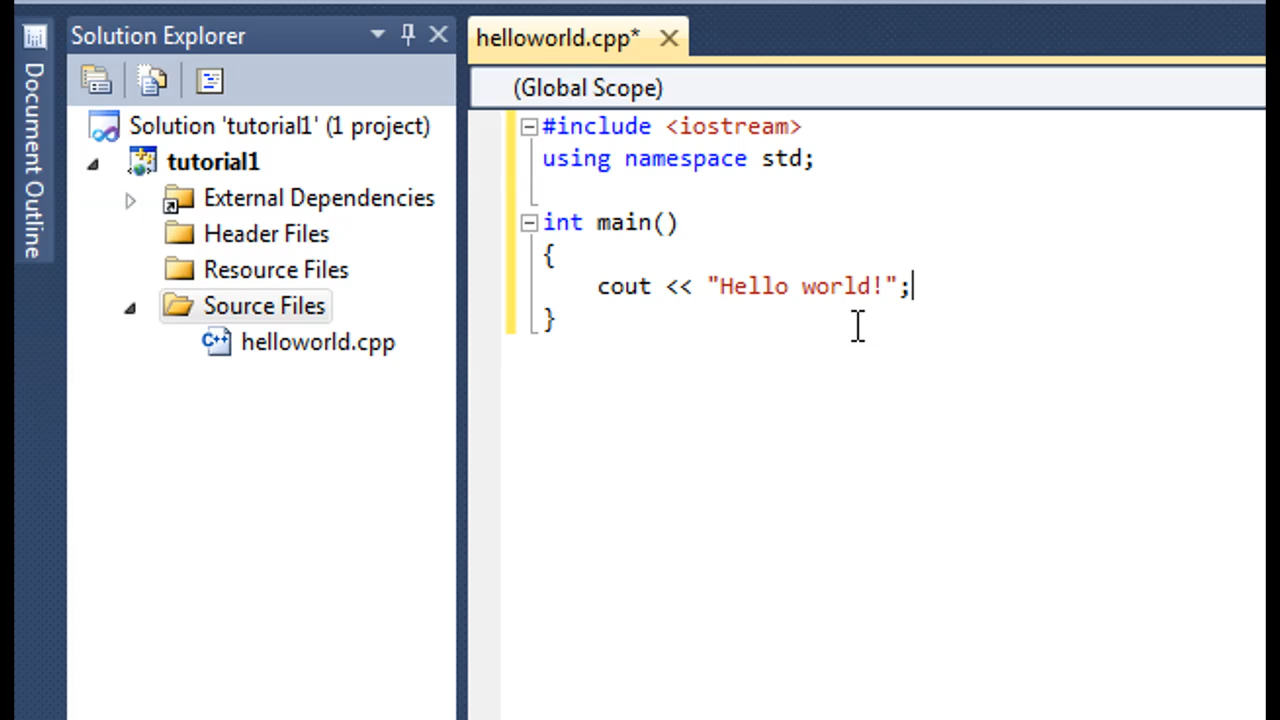 Document Outline
Solution Explorer
Solution 'tutorial1' (1 project)
tutorial1
External Dependencies
Header Files
Resource Files
Source Files
helloworld.cpp
helloworld.cpp*
(Global Scope)
#include <iostream>
using namespace std;
int main()
{
cout << "Hello world!";
}